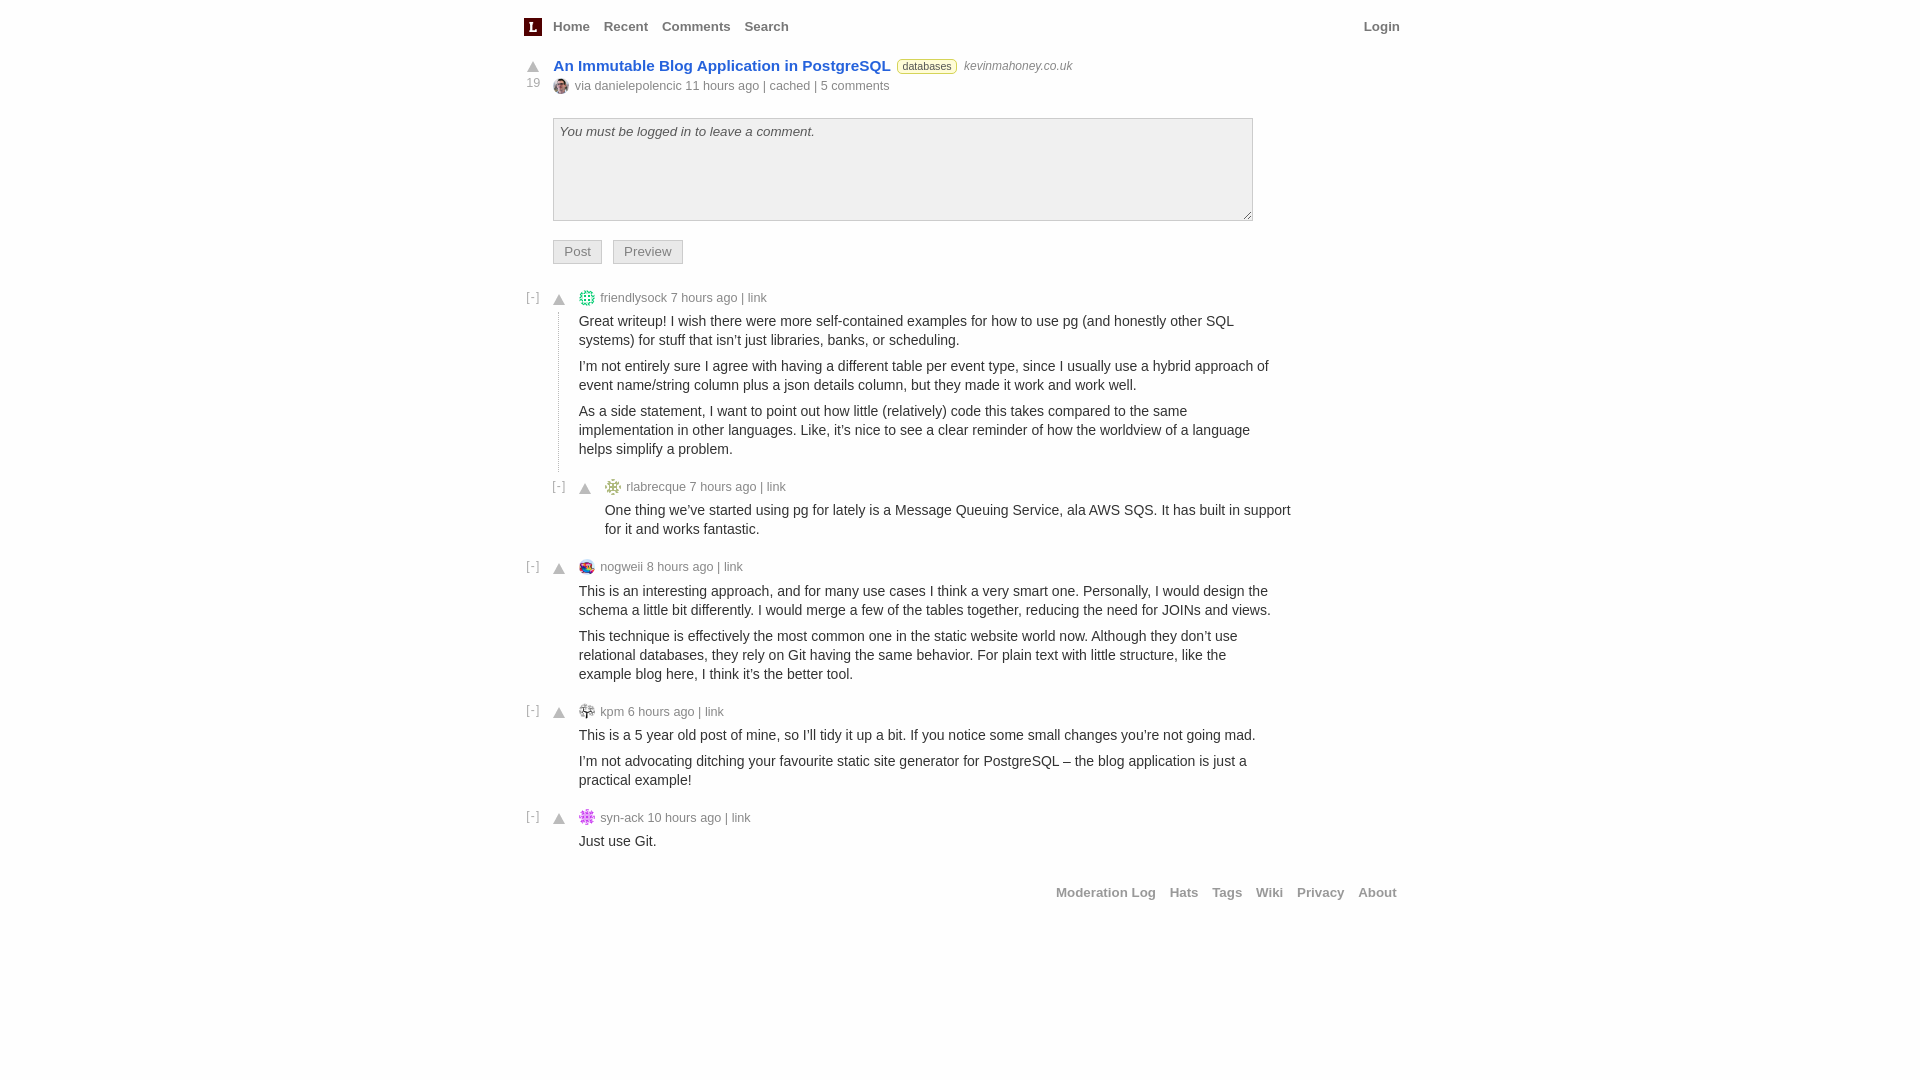 L Home Recent Comments Search Login
An Immutable Blog Application in PostgreSQL databases kevinmahoney.co.uk
19
via danielepolencic 11 hours ago | cached | 5 comments
You must be logged in to leave a comment.
Post Preview
[-] friendlysock 7 hours ago | link
Great writeup! I wish there were more self-contained examples for how to use pg (and honestly other SQL
systems) for stuff that isn’t just libraries, banks, or scheduling.
I’m not entirely sure I agree with having a different table per event type, since I usually use a hybrid approach of
event name/string column plus a json details column, but they made it work and work well.
As a side statement, I want to point out how little (relatively) code this takes compared to the same
implementation in other languages. Like, it’s nice to see a clear reminder of how the worldview of a language
helps simplify a problem.
[-] rlabrecque 7 hours ago | link
One thing we’ve started using pg for lately is a Message Queuing Service, ala AWS SQS. It has built in support
for it and works fantastic.
[-] nogweii 8 hours ago | link
This is an interesting approach, and for many use cases I think a very smart one. Personally, I would design the
schema a little bit differently. I would merge a few of the tables together, reducing the need for JOINs and views.
This technique is effectively the most common one in the static website world now. Although they don’t use
relational databases, they rely on Git having the same behavior. For plain text with little structure, like the
example blog here, I think it’s the better tool.
[-] kpm 6 hours ago | link
This is a 5 year old post of mine, so I’ll tidy it up a bit. If you notice some small changes you’re not going mad.
I’m not advocating ditching your favourite static site generator for PostgreSQL – the blog application is just a
practical example!
[-] syn-ack 10 hours ago | link
Just use Git.
Moderation Log Hats Tags Wiki Privacy About